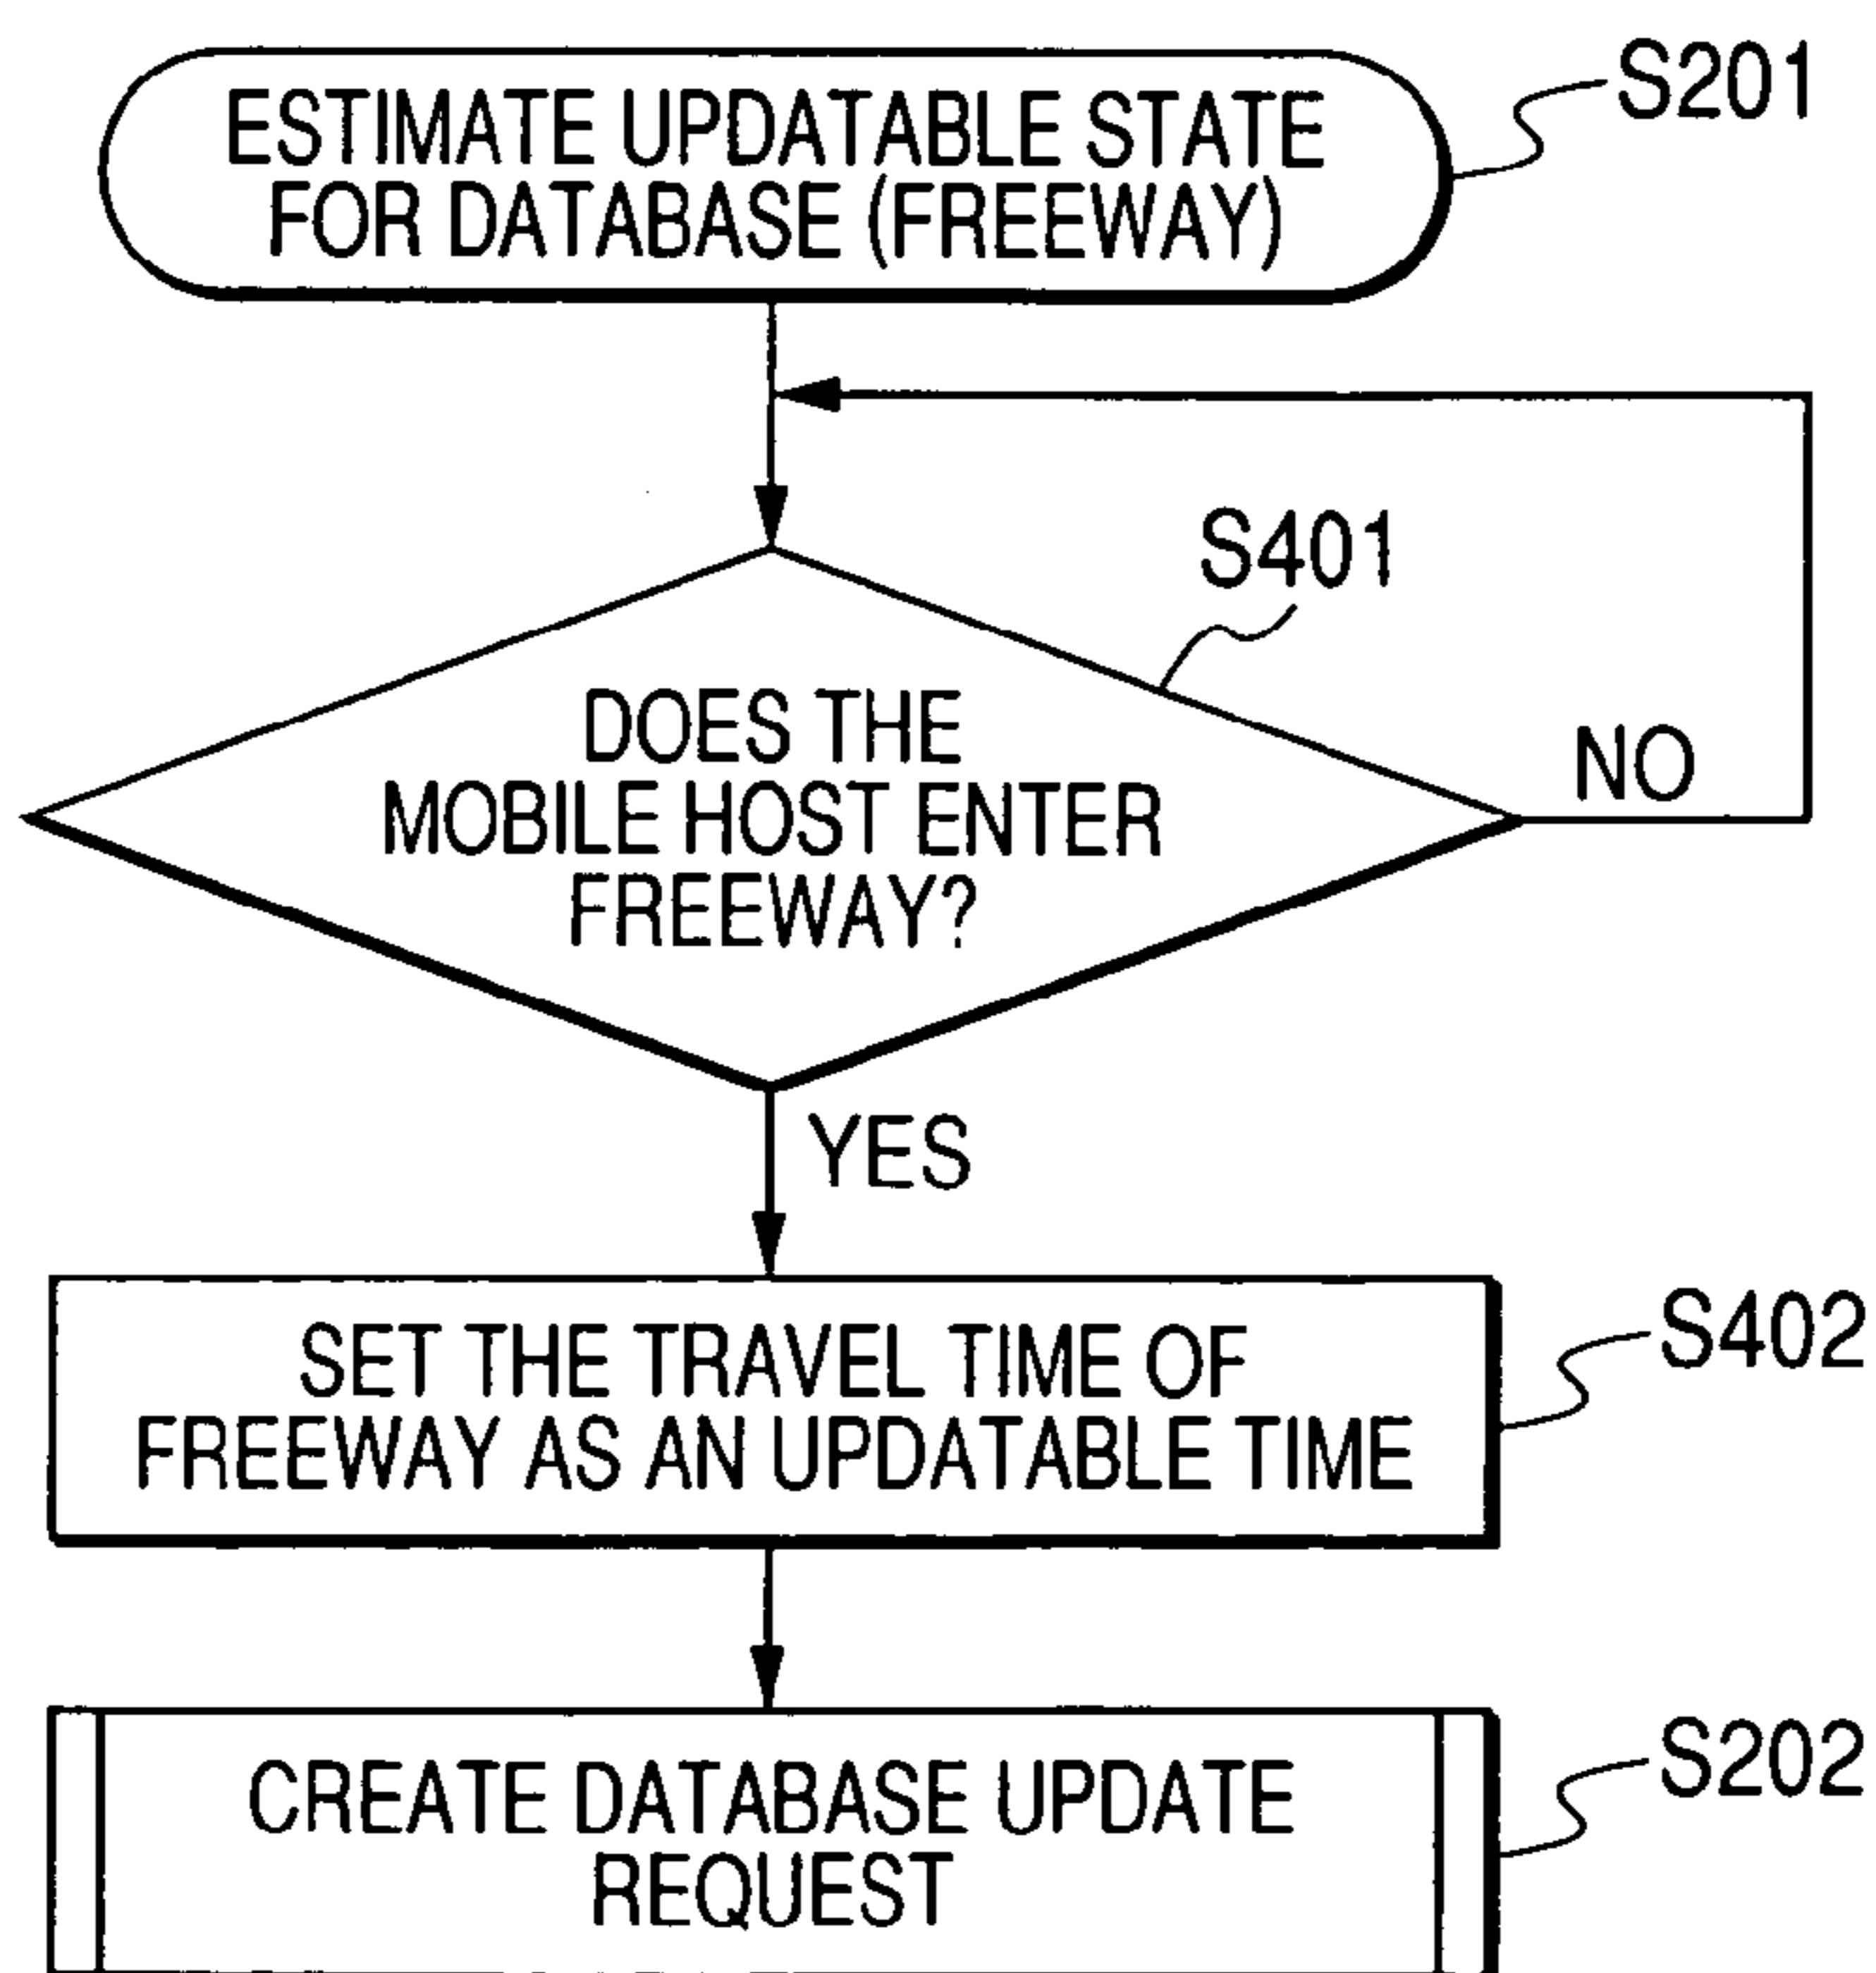 ESTIMATE UPDATABLE STATE
FOR DATABASE (FREEWAY)
S201
S401
DOES THE
MOBILE HOST ENTER
FREEWAY?
NO
YES
SET THE TRAVEL TIME OF
FREEWAY AS AN UPDATABLE TIME
S402
CREATE DATABASE UPDATE
REQUEST
S202